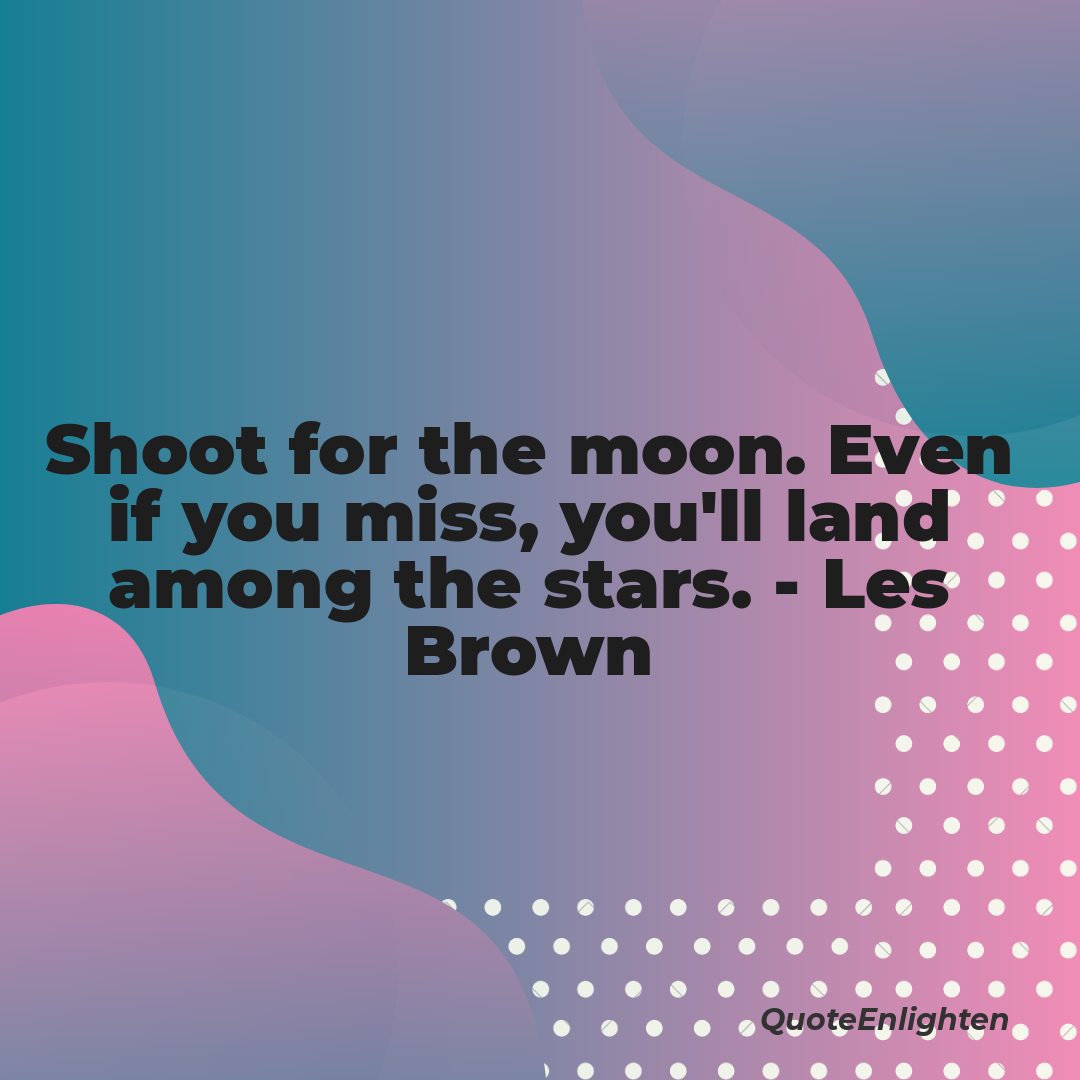 Shoot for the moon. Even
if you miss, you'll land
among the stars. - Les
Brown
QuoteEnlighten